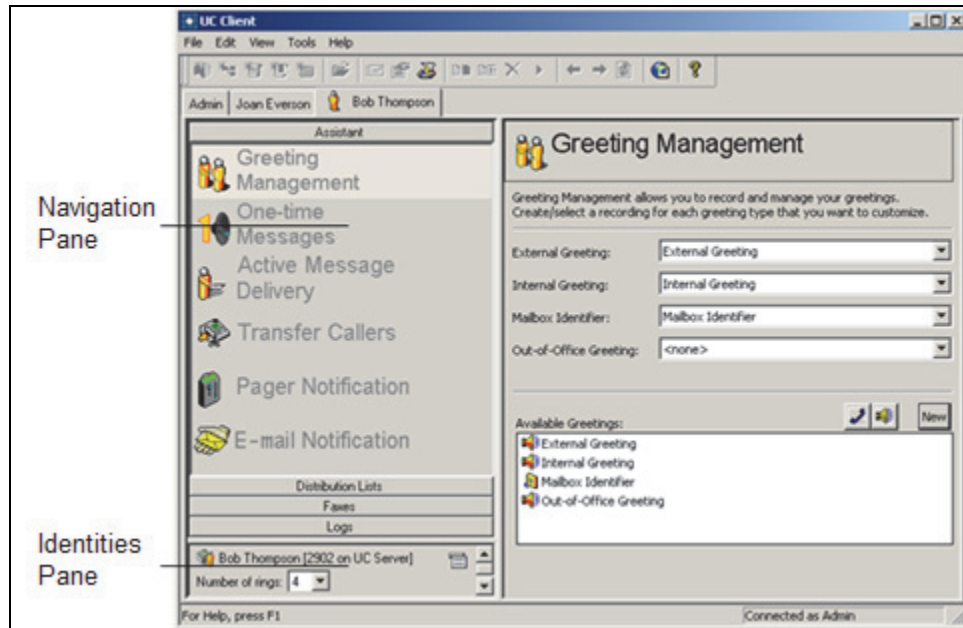 UC Client
File Edit View Tools Help
Admin Joan Everson Bob Thompson
Assistant
Greeting
Management
One-time
Messages
Active Message
Delivery
Transfer Callers
Pager Notification
E-mail Notification
Distribution Lists
Faxes
Logs
Bob Thompson [2902 on UC Server]
Number of rings: 4
Navigation
Pane
Identities
Pane
Greeting Management
Greeting Management allows you to record and manage your greetings.
Create/select a recording for each greeting type that you want to customize.
External Greeting: External Greeting
Internal Greeting: Internal Greeting
Mailbox Identifier: Mailbox Identifier
Out-of-Office Greeting: <none>
Available Greetings: New
External Greeting
Internal Greeting
Mailbox Identifier
Out-of-Office Greeting
For Help, press F1 Connected as Admin